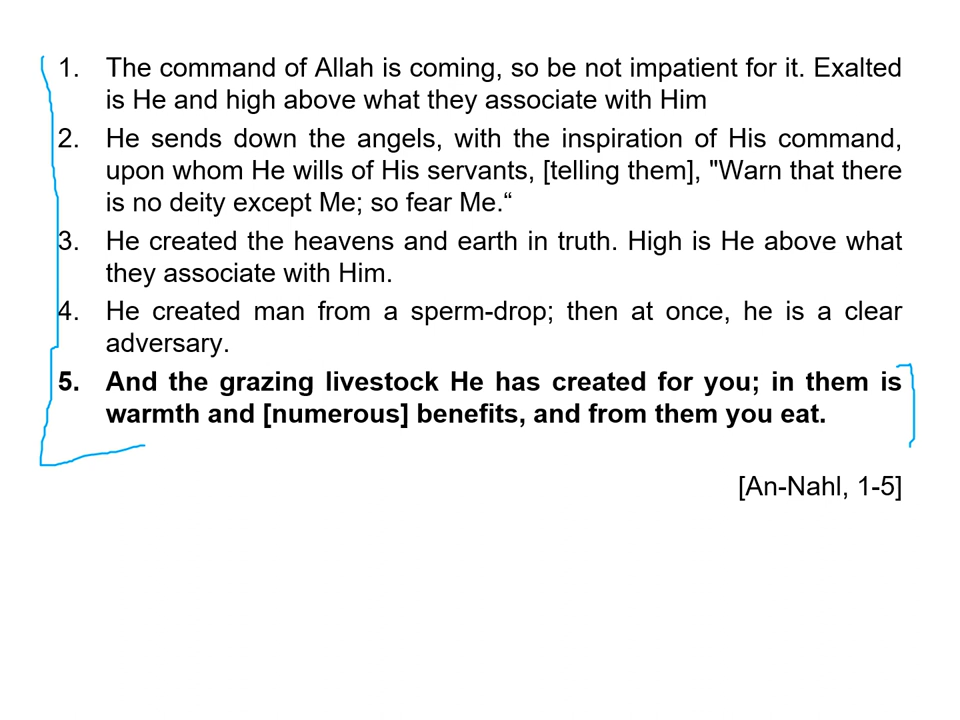 1. The command of Allah is coming, so be not impatient for it. Exalted
is He and high above what they associate with Him
2. He sends down the angels, with the inspiration of His command,
upon whom He wills of His servants, [telling them], "Warn that there
is no deity except Me; so fear Me.“
3. He created the heavens and earth in truth. High is He above what
they associate with Him.
4. He created man from a sperm-drop; then at once, he is a clear
adversary.
5. And the grazing livestock He has created for you; in them is
warmth and [numerous] benefits, and from them you eat.
[An-Nahl, 1-5]